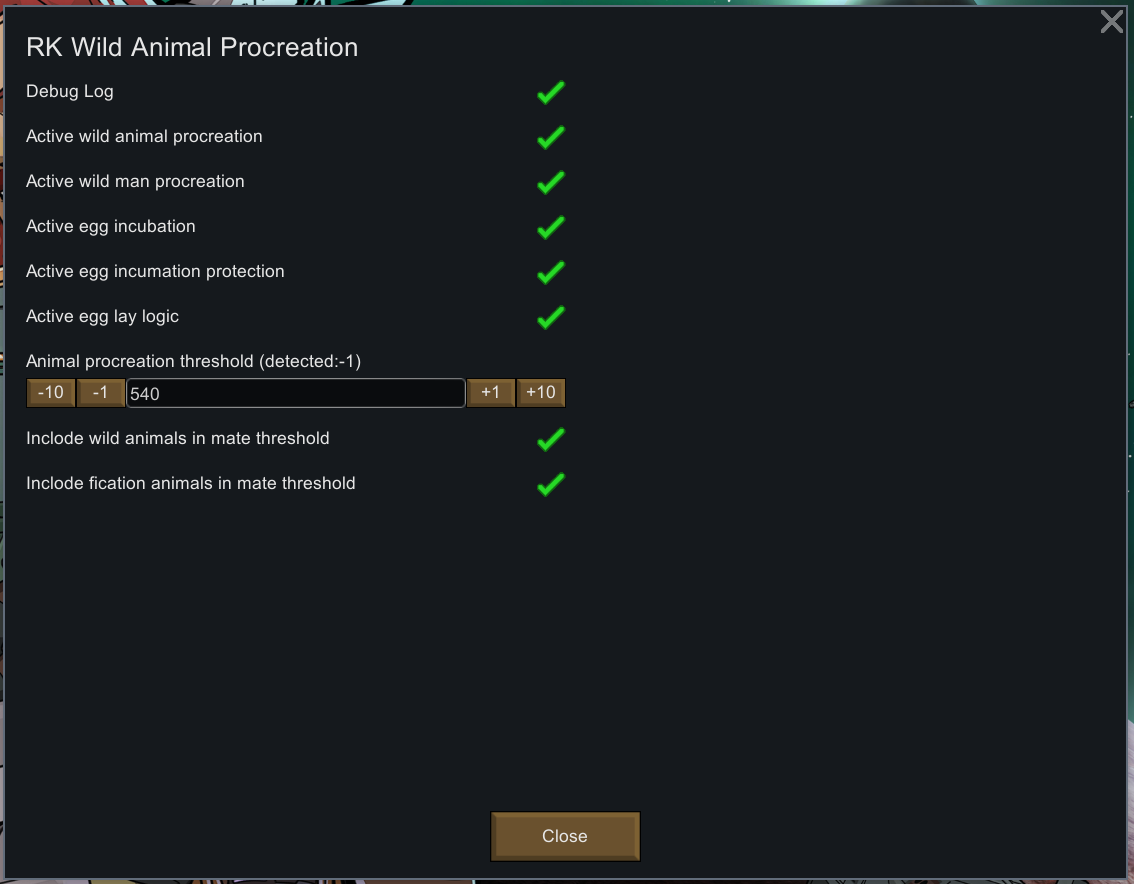 RK Wild Animal Procreation
Debug Log
Active wild animal procreation
Active wild man procreation
Active egg incubation
Active egg incumation protection
Active egg lay logic
Animal procreation threshold (detected:-1)
-10 -1 540 +1 +10
Include wild animals in mate threshold
Include fication animals in mate threshold
Close